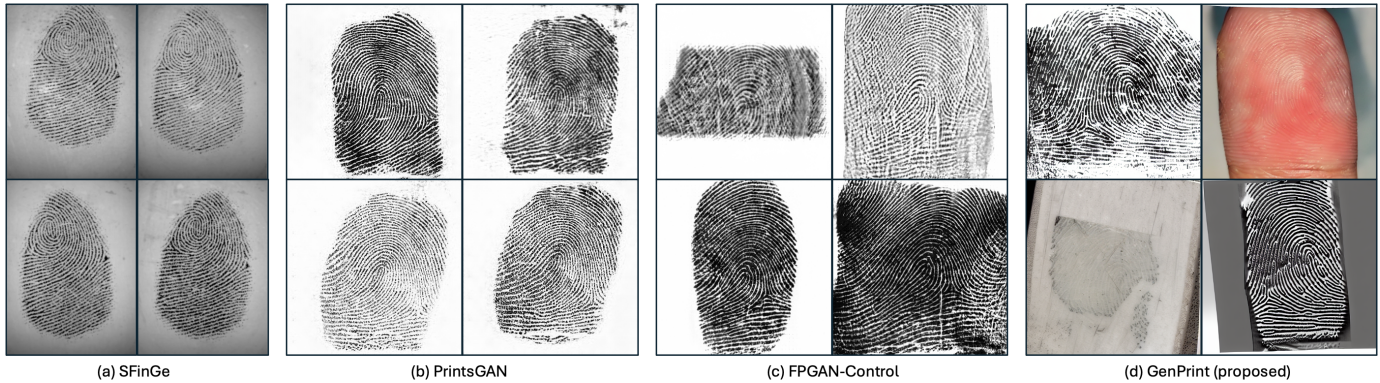 (a) SFinGe
(b) PrintsGAN
(c) FPGAN-Control
(d) GenPrint (proposed)